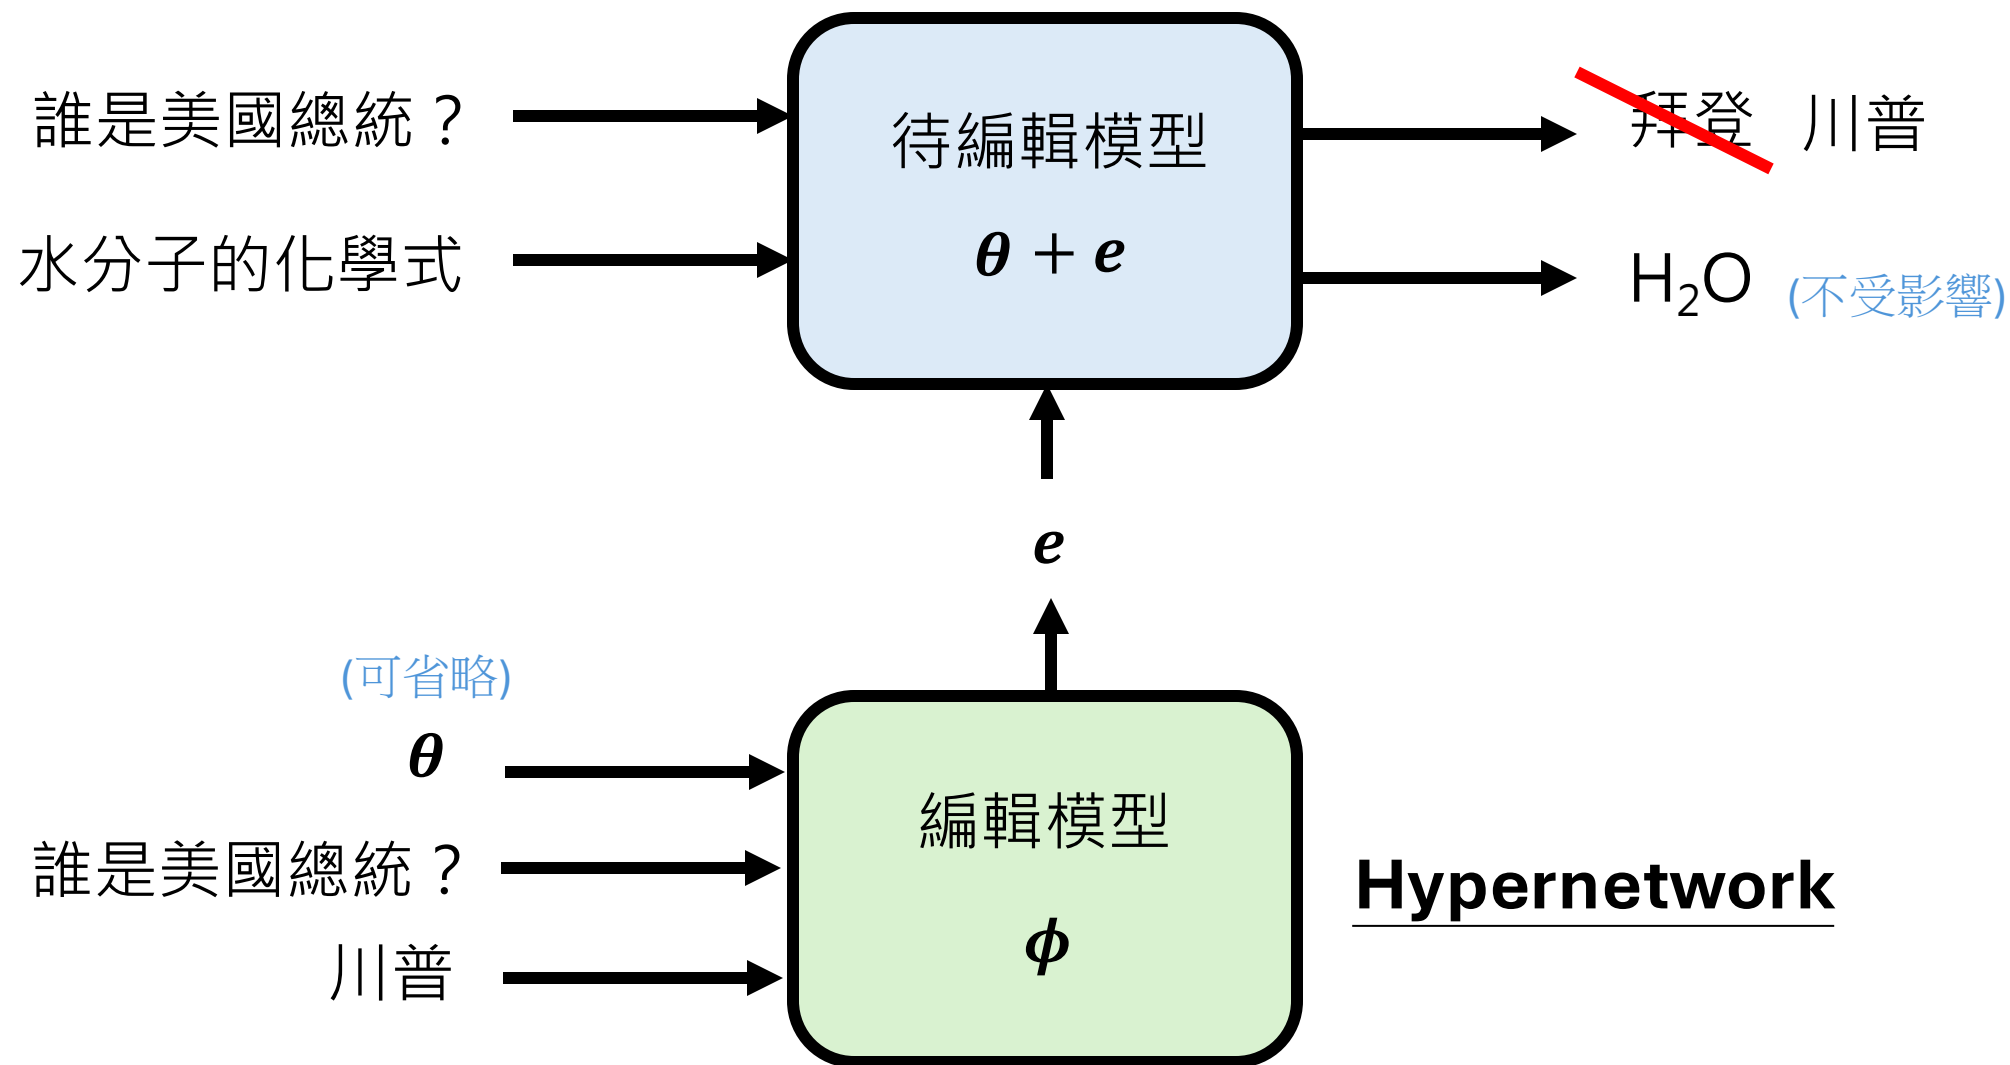 誰是美國總統？
待編輯模型
拜登 川普
水分子的化學式
θ + e
H₂O (不受影響)
e
(可省略)
θ
編輯模型
誰是美國總統？
Hypernetwork
ϕ
川普